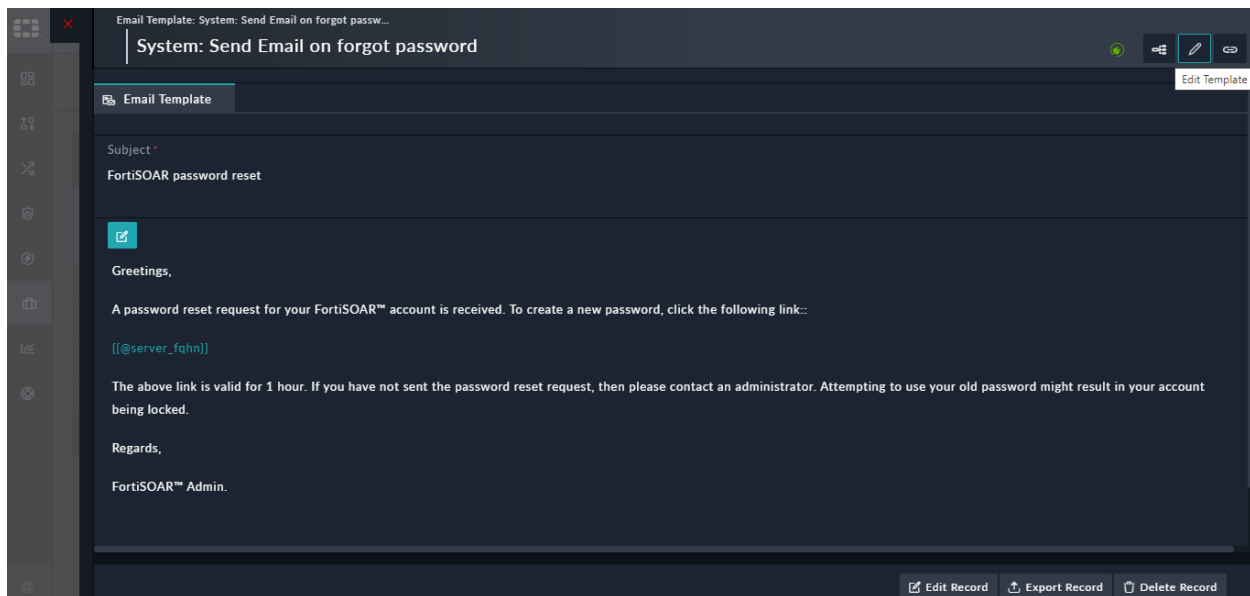 Email Template: System: Send Email on forgot passw...
System: Send Email on forgot password
Edit Template
Email Template
Subject*
FortiSOAR password reset
Greetings,
A password reset request for your FortiSOAR™ account is received. To create a new password, click the following link::
{{@server_fqhn}}
The above link is valid for 1 hour. If you have not sent the password reset request, then please contact an administrator. Attempting to use your old password might result in your account
being locked.
Regards,
FortiSOAR™ Admin.
Edit Record Export Record Delete Record